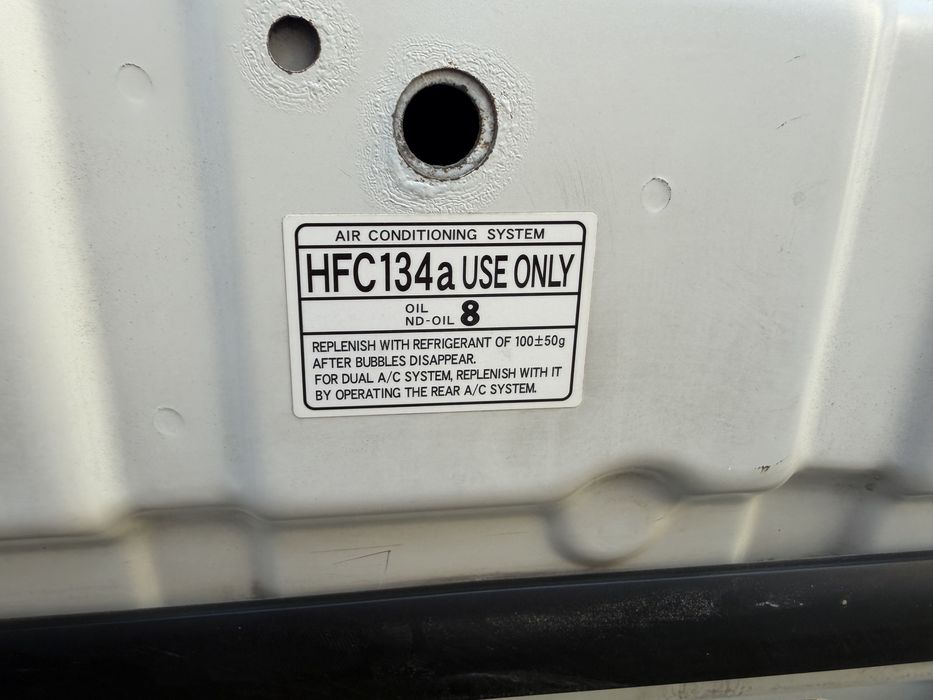 AIR CONDITIONING SYSTEM
HFC134a USE ONLY
OIL
ND-OIL 8
REPLENISH WITH REFRIGERANT OF 100±50g
AFTER BUBBLES DISAPPEAR.
FOR DUAL A/C SYSTEM, REPLENISH WITH IT
BY OPERATING THE REAR A/C SYSTEM.